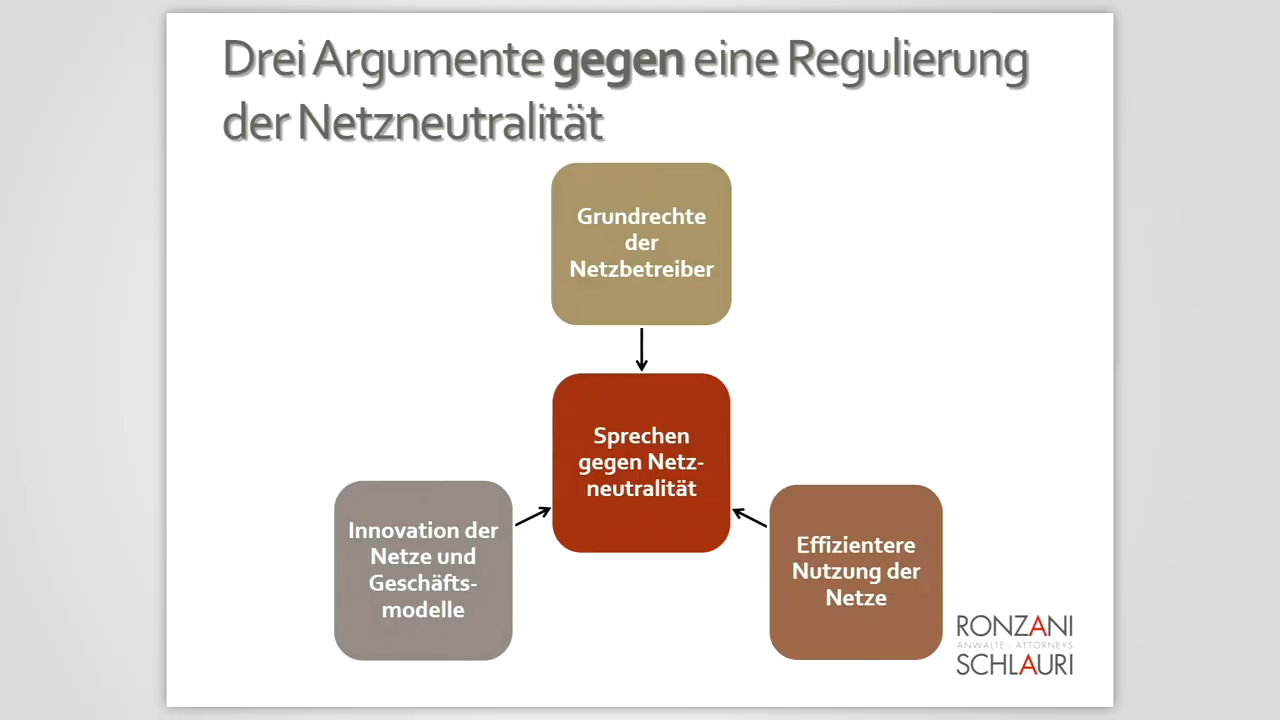 Drei Argumente gegen eine Regulierung
der Netzneutralität
Grundrechte
der
Netzbetreiber
Sprechen
gegen Netz-
neutralität
Innovation der
Netze und
Geschäfts-
modelle
Effizientere
Nutzung der
Netze
RONZANI
ANWÄLTE - ATTORNEYS
SCHLAURI